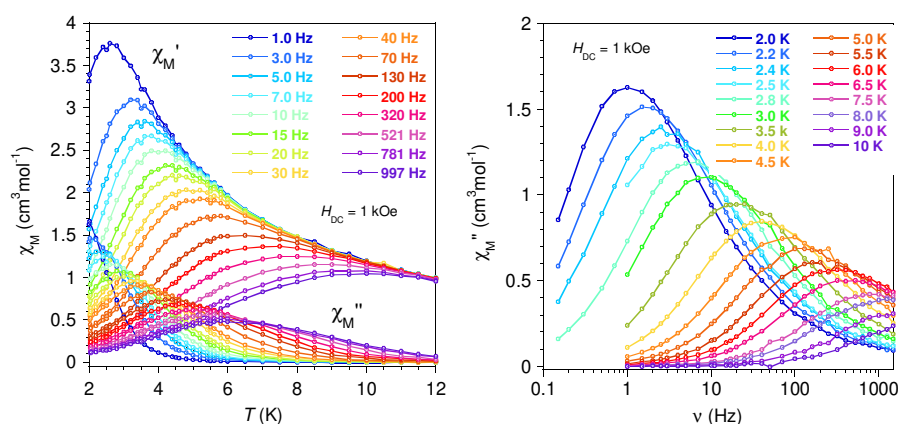 χM'
1.0 Hz
3.0 Hz
5.0 Hz
7.0 Hz
10 Hz
15 Hz
20 Hz
30 Hz
40 Hz
70 Hz
130 Hz
200 Hz
320 Hz
521 Hz
781 Hz
997 Hz
HDC = 1 kOe
χM''
4
3.5
3
2.5
2
1.5
1
0.5
0
χM (cm³mol⁻¹)
2 4 6 8 10 12
T (K)
HDC = 1 kOe
2.0 K
2.2 K
2.4 K
2.5 K
2.8 K
3.0 K
3.5 k
4.0 K
4.5 K
5.0 K
5.5 K
6.0 K
6.5 K
7.5 K
8.0 K
9.0 K
10 K
2
1.5
1
0.5
0
χM'' (cm³mol⁻¹)
0.1 1 10 100 1000
ν (Hz)